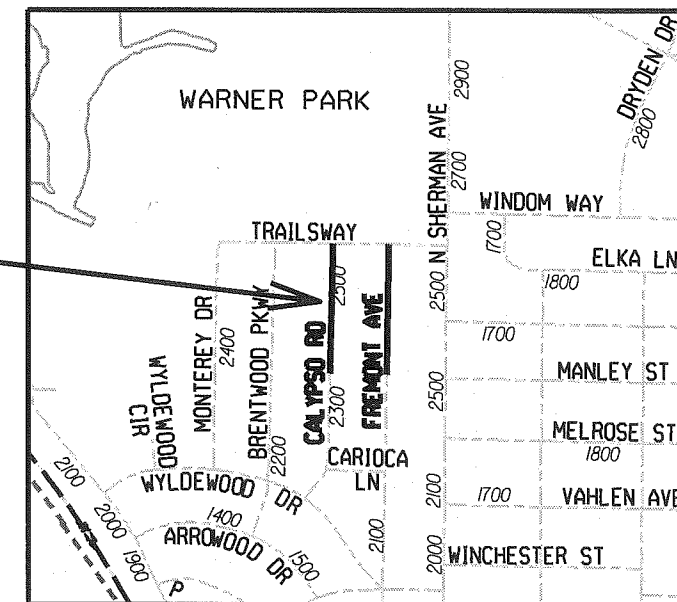 WARNER PARK
DRYDEN DR
2900
2800
N SHERMAN AVE
2700
WINDOM WAY
TRAILSWAY
1700
ELKA LN
2500
2500
1800
MONTEREY DR
2400
BRENTWOOD PKWY
CALYPSO RD
FREMONT AVE
1700
WYLDEWOOD CIR
2300
2500
MANLEY ST
2200
CARIOCA LN
MELROSE ST
1800
2100
WYLDEWOOD DR
2100
1700
VAHLEN AVE
2000
1400
ARROWOOD DR
1500
2100
2000
WINCHESTER ST
1900
P